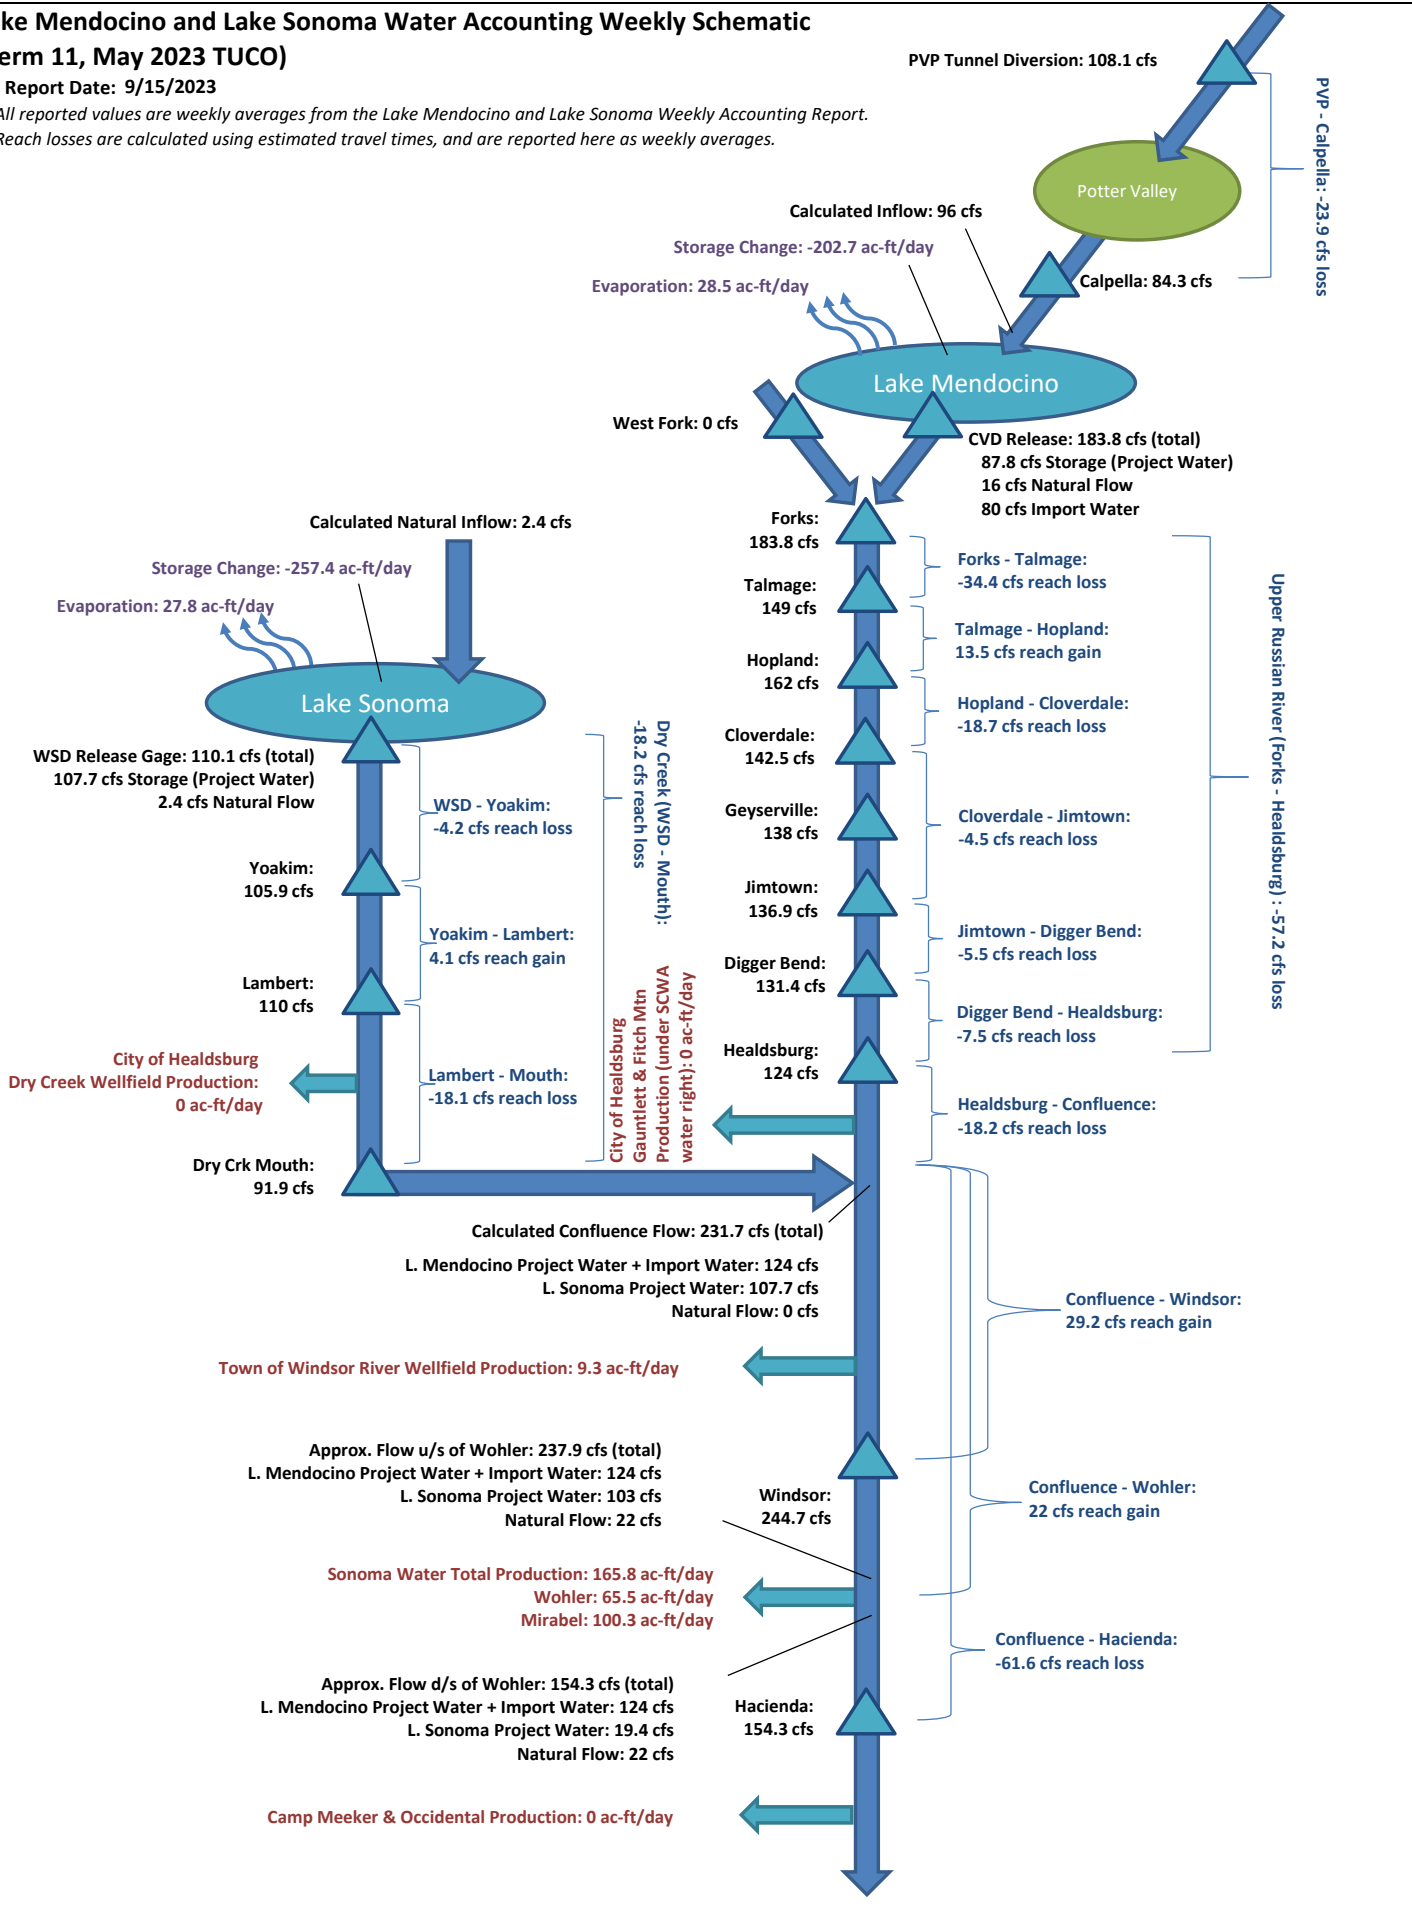 ke Mendocino and Lake Sonoma Water Accounting Weekly Schematic
erm 11, May 2023 TUCO)
Report Date: 9/15/2023
All reported values are weekly averages from the Lake Mendocino and Lake Sonoma Weekly Accounting Report.
Reach losses are calculated using estimated travel times, and are reported here as weekly averages.
PVP Tunnel Diversion: 108.1 cfs
PVP - Calpella: -23.9 cfs loss
Potter Valley
Calculated Inflow: 96 cfs
Storage Change: -202.7 ac-ft/day
Evaporation: 28.5 ac-ft/day
Calpella: 84.3 cfs
Lake Mendocino
West Fork: 0 cfs
CVD Release: 183.8 cfs (total)
87.8 cfs Storage (Project Water)
16 cfs Natural Flow
80 cfs Import Water
Calculated Natural Inflow: 2.4 cfs
Storage Change: -257.4 ac-ft/day
Evaporation: 27.8 ac-ft/day
Lake Sonoma
WSD Release Gage: 110.1 cfs (total)
107.7 cfs Storage (Project Water)
2.4 cfs Natural Flow
WSD - Yoakim:
-4.2 cfs reach loss
Yoakim:
105.9 cfs
Yoakim - Lambert:
4.1 cfs reach gain
Lambert:
110 cfs
City of Healdsburg
Dry Creek Wellfield Production:
0 ac-ft/day
Lambert - Mouth:
-18.1 cfs reach loss
Dry Crk Mouth:
91.9 cfs
Dry Creek (WSD - Mouth):
-18.2 cfs reach loss
City of Healdsburg
Gauntlett & Fitch Mtn
Production (under SCWA
water right): 0 ac-ft/day
Forks:
183.8 cfs
Forks - Talmage:
-34.4 cfs reach loss
Talmage:
149 cfs
Talmage - Hopland:
13.5 cfs reach gain
Hopland:
162 cfs
Hopland - Cloverdale:
-18.7 cfs reach loss
Cloverdale:
142.5 cfs
Geyserville:
138 cfs
Cloverdale - Jimtown:
-4.5 cfs reach loss
Jimtown:
136.9 cfs
Jimtown - Digger Bend:
-5.5 cfs reach loss
Digger Bend:
131.4 cfs
Digger Bend - Healdsburg:
-7.5 cfs reach loss
Healdsburg:
124 cfs
Healdsburg - Confluence:
-18.2 cfs reach loss
Upper Russian River (Forks - Healdsburg) : -57.2 cfs loss
Calculated Confluence Flow: 231.7 cfs (total)
L. Mendocino Project Water + Import Water: 124 cfs
L. Sonoma Project Water: 107.7 cfs
Natural Flow: 0 cfs
Confluence - Windsor:
29.2 cfs reach gain
Town of Windsor River Wellfield Production: 9.3 ac-ft/day
Approx. Flow u/s of Wohler: 237.9 cfs (total)
L. Mendocino Project Water + Import Water: 124 cfs
L. Sonoma Project Water: 103 cfs
Natural Flow: 22 cfs
Windsor:
244.7 cfs
Confluence - Wohler:
22 cfs reach gain
Sonoma Water Total Production: 165.8 ac-ft/day
Wohler: 65.5 ac-ft/day
Mirabel: 100.3 ac-ft/day
Confluence - Hacienda:
-61.6 cfs reach loss
Approx. Flow d/s of Wohler: 154.3 cfs (total)
L. Mendocino Project Water + Import Water: 124 cfs
L. Sonoma Project Water: 19.4 cfs
Natural Flow: 22 cfs
Hacienda:
154.3 cfs
Camp Meeker & Occidental Production: 0 ac-ft/day